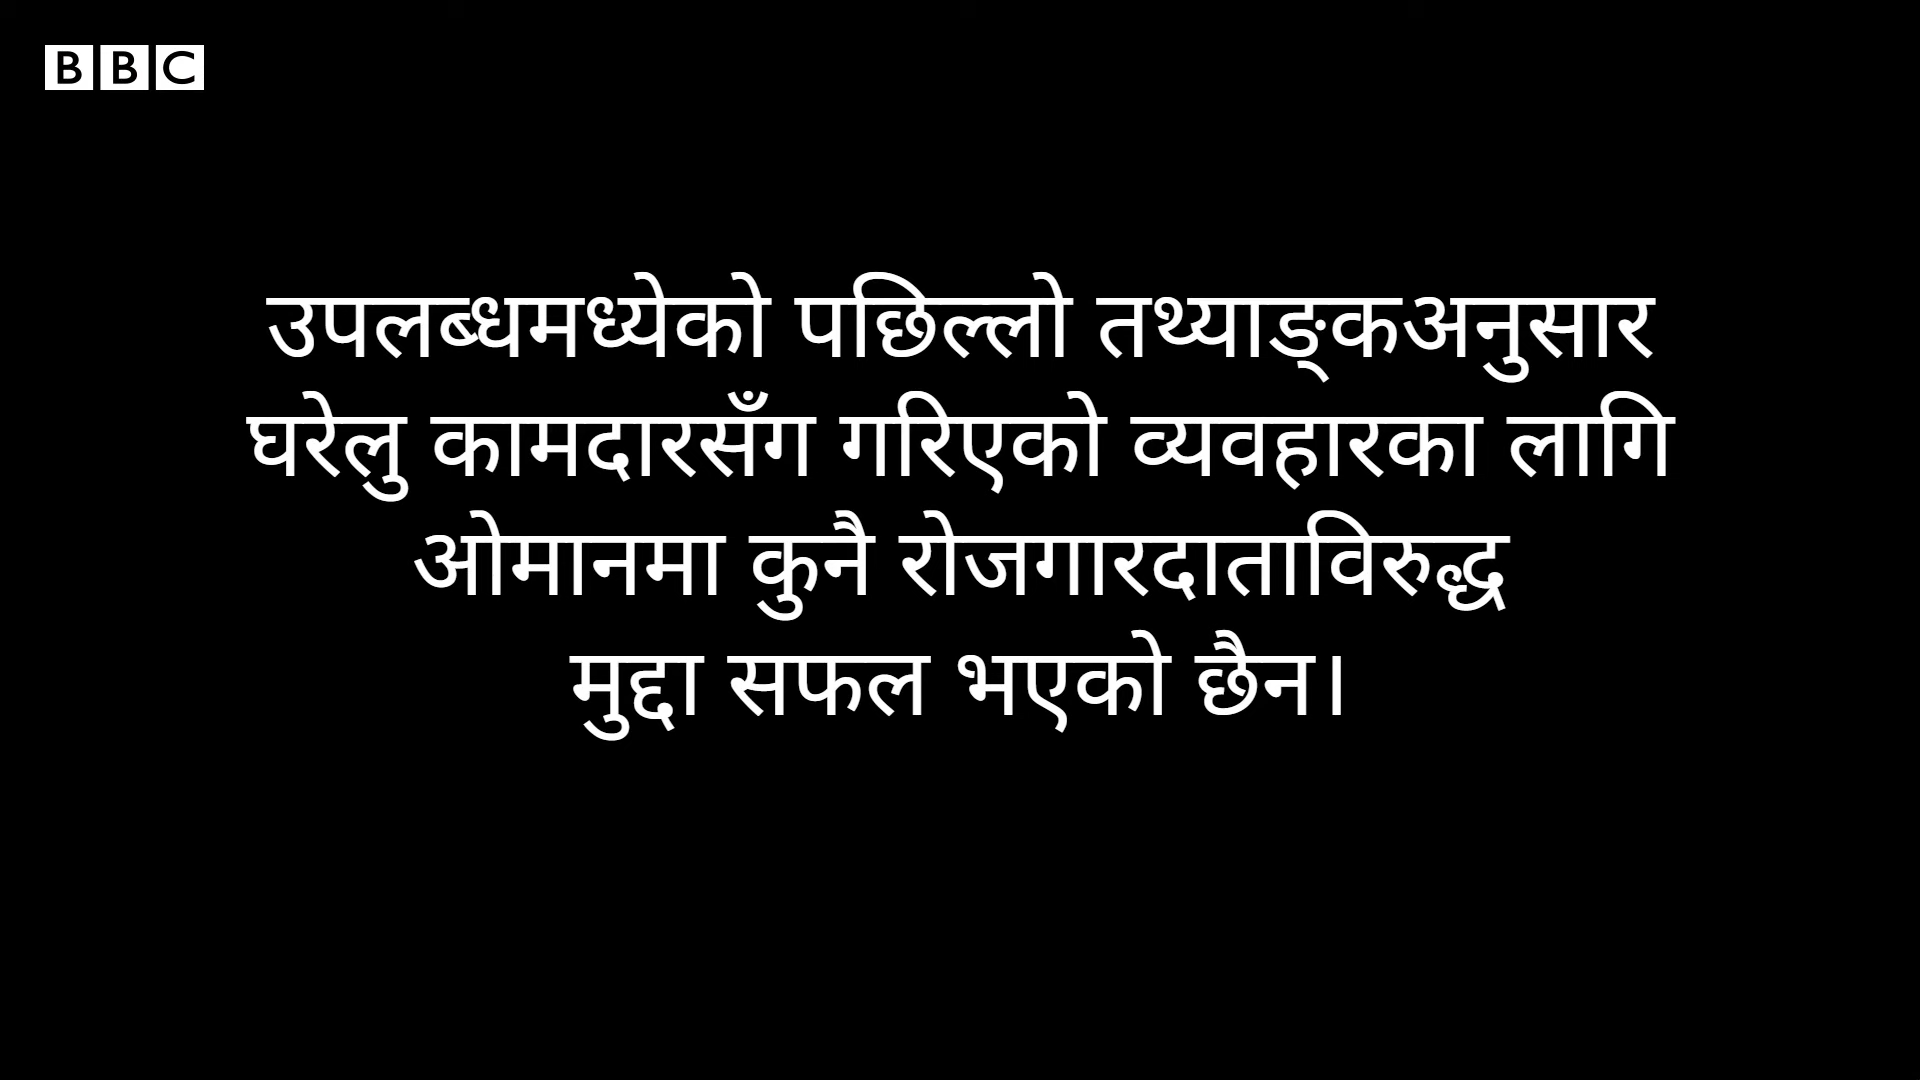 BBC
उपलब्धमध्येको पछिल्लो तथ्याङ्कअनुसार
घरेलु कामदारसँग गरिएको व्यवहारका लागि
ओमानमा कुनै रोजगारदाताविरुद्ध
मुद्दा सफल भएको छैन।